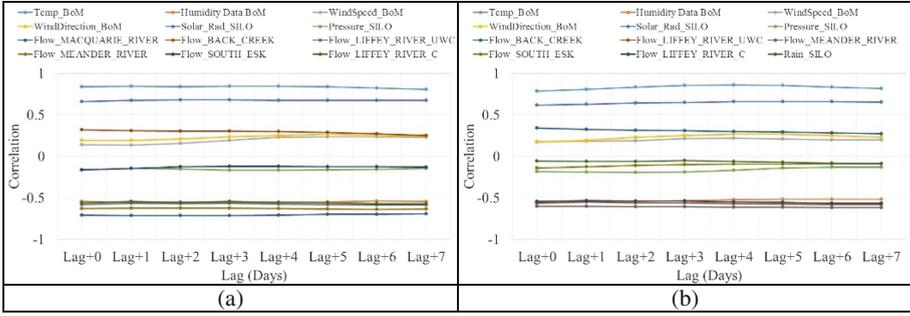 Temp_BoM Humidity Data BoM WindSpeed_BoM
WindDirection_BoM Solar_Rad_SILO Pressure_SILO
Flow_MACQUARIE_RIVER Flow_BACK_CREEK Flow_LIFFEY_RIVER_UWC
Flow_MEANDER_RIVER Flow_SOUTH_ESK Flow_LIFFEY_RIVER_C
1
0.5
0
-0.5
-1
Correlation
Lag+0 Lag+1 Lag+2 Lag+3 Lag+4 Lag+5 Lag+6 Lag+7
Lag (Days)
(a)
Temp_BoM Humidity Data BoM WindSpeed_BoM
WindDirection_BoM Solar_Rad_SILO Pressure_SILO
Flow_BACK_CREEK Flow_LIFFEY_RIVER_UWC Flow_MEANDER_RIVER
Flow_SOUTH_ESK Flow_LIFFEY_RIVER_C Rain_SILO
1
0.5
0
-0.5
-1
Correlation
Lag+0 Lag+1 Lag+2 Lag+3 Lag+4 Lag+5 Lag+6 Lag+7
Lag (Days)
(b)